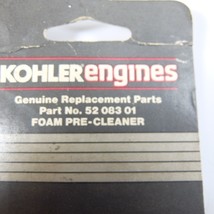 KOHLERengines
Genuine Replacement Parts
Part No. 52 083 01
FOAM PRE-CLEANER